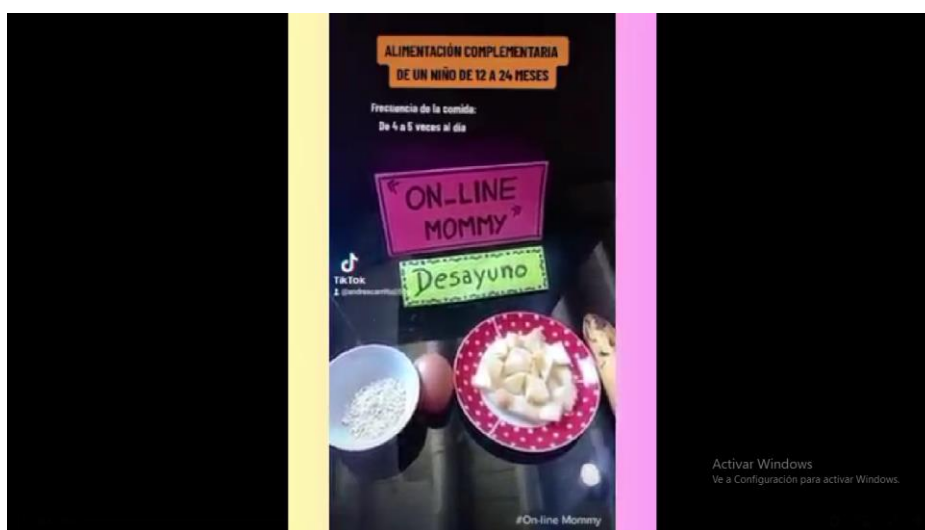 ALIMENTACIÓN COMPLEMENTARIA
DE UN NIÑO DE 12 A 24 MESES
Frecuencia de la comida:
De 4 a 5 veces al día
"ON-LINE
MOMMY"
Desayuno
TikTok
#On-line Mommy
Activar Windows
Ve a Configuración para activar Windows.